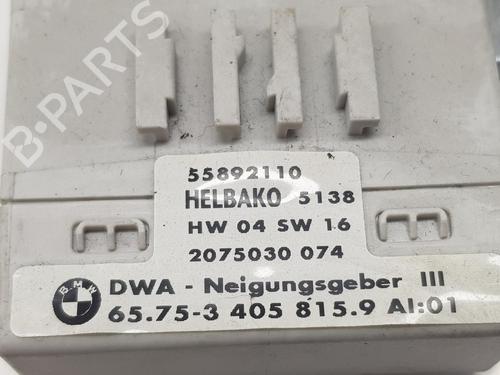 55892110
HELBAKO 5138
HW 04 SW 16
2075030 074
BMW
DWA - Neigungsgeber III
65.75-3 405 815.9 AI:01
B-PARTS